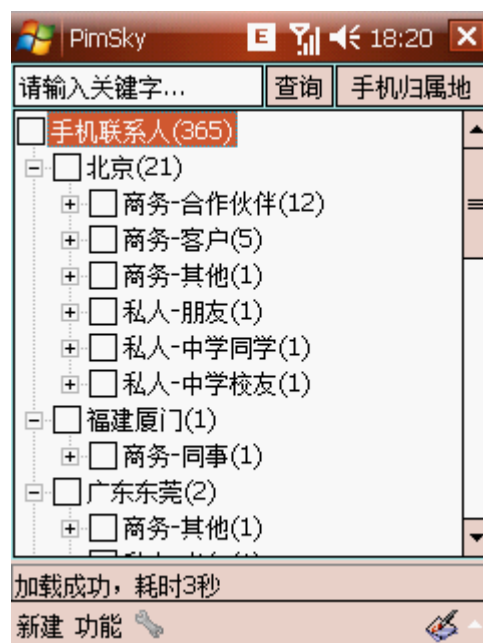 PimSky E 18:20
请输入关键字... 查询 手机归属地
手机联系人(365)
北京(21)
商务-合作伙伴(12)
商务-客户(5)
商务-其他(1)
私人-朋友(1)
私人-中学同学(1)
私人-中学校友(1)
福建厦门(1)
商务-同事(1)
广东东莞(2)
商务-其他(1)
加载成功，耗时3秒
新建 功能